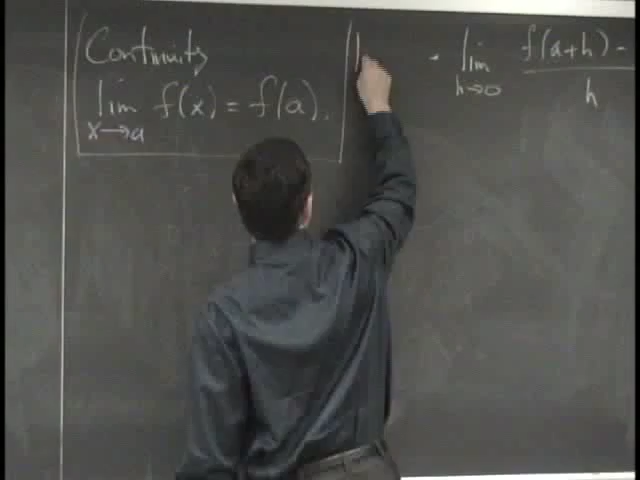 Continuity
lim f(x) = f(a).
x→a
lim f(a+h) -
h→0 h